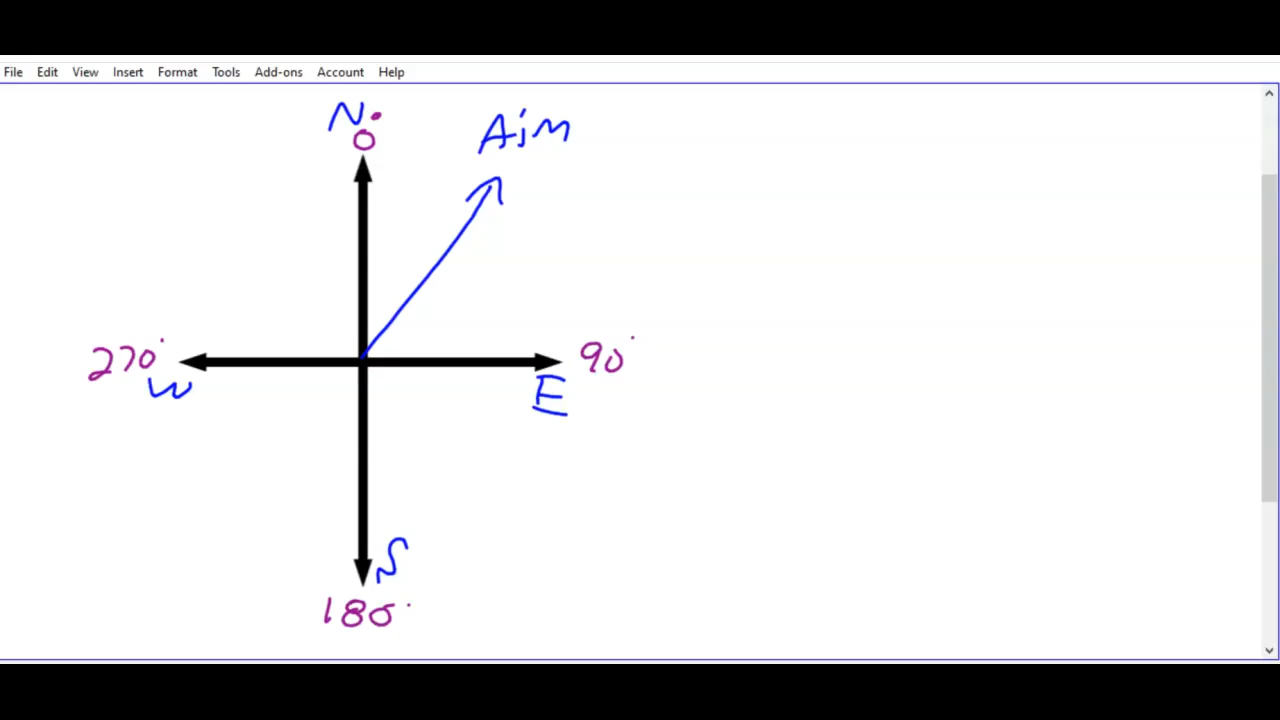 File Edit View Insert Format Tools Add-ons Account Help
N
0°
Aim
270°
90°
W
E
S
180°